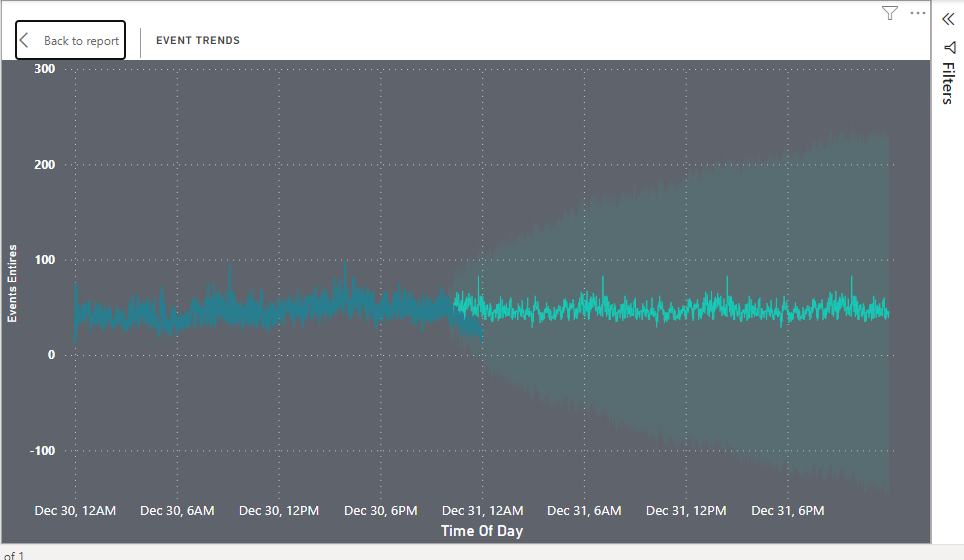 Back to report
EVENT TRENDS
Filters
300
200
100
0
-100
Events Entires
Dec 30, 12AM
Dec 30, 6AM
Dec 30, 12PM
Dec 30, 6PM
Dec 31, 12AM
Dec 31, 6AM
Dec 31, 12PM
Dec 31, 6PM
Time Of Day
of 1